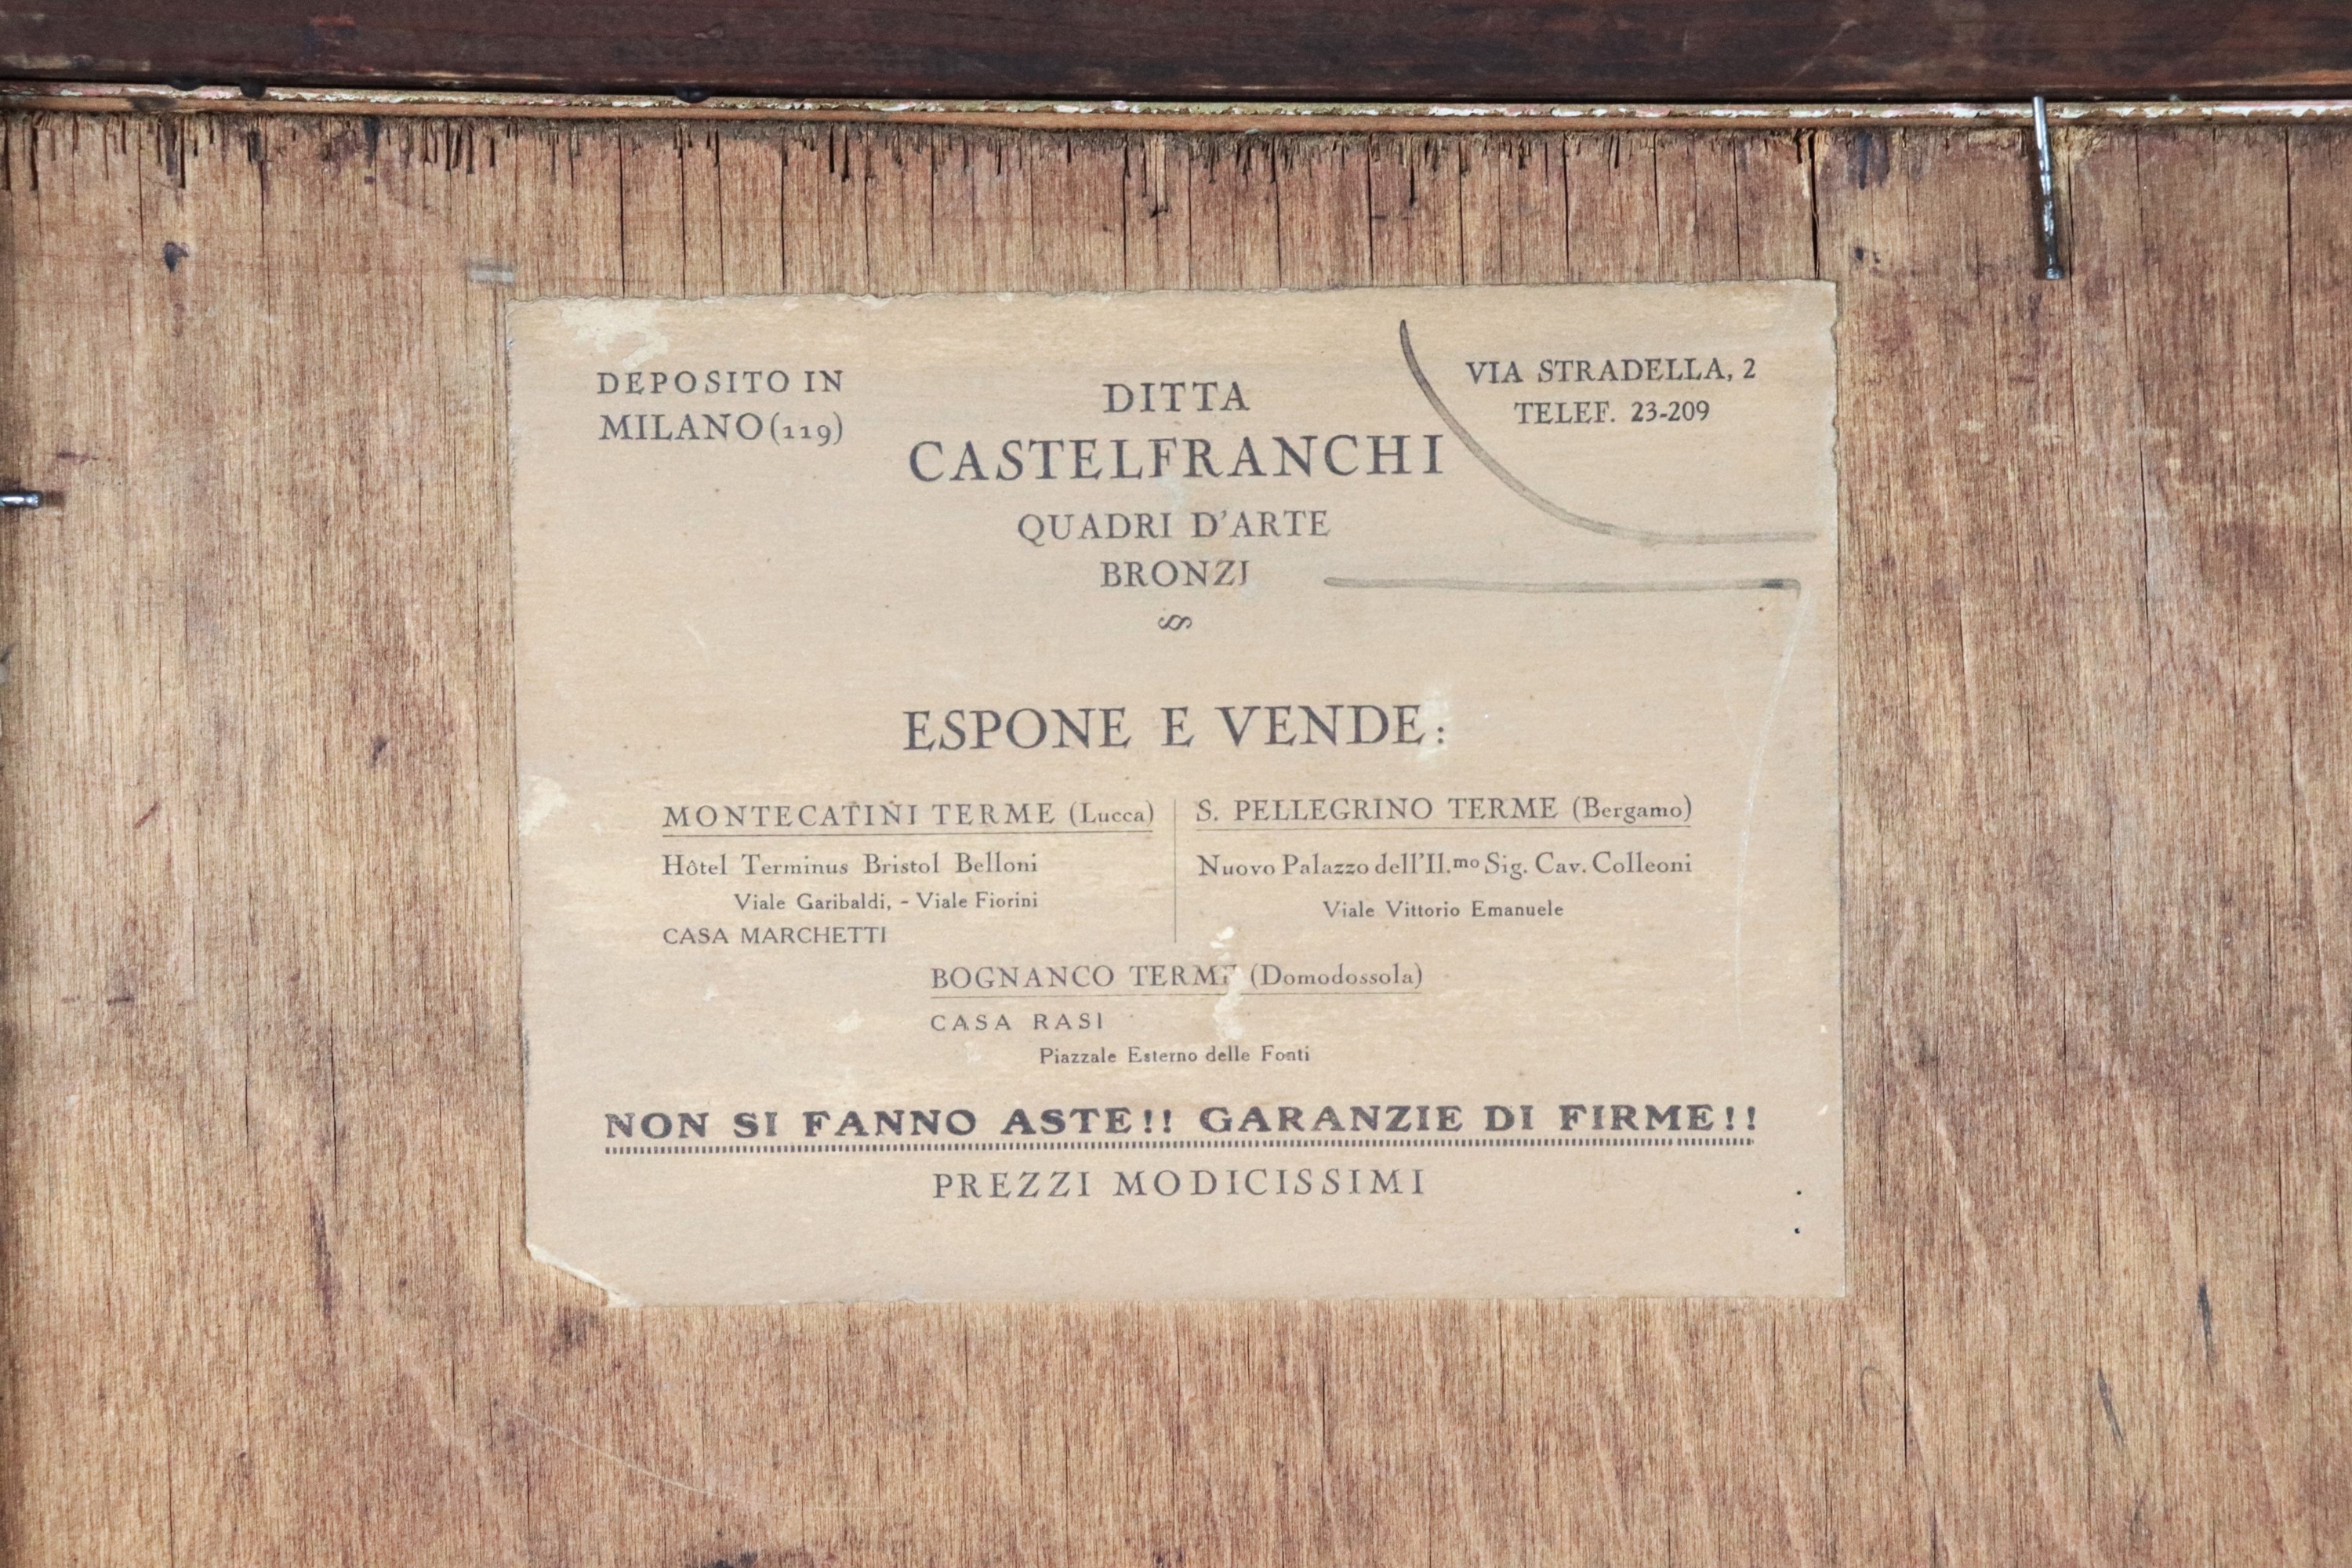 DEPOSITO IN
MILANO (119)
DITTA
CASTELFRANCHI
QUADRI D'ARTE
BRONZI
§
VIA STRADELLA, 2
TELEF. 23-209
ESPONE E VENDE:
MONTECATINI TERME (Lucca)
Hôtel Terminus Bristol Belloni
Viale Garibaldi, - Viale Fiorini
CASA MARCHETTI
S. PELLEGRINO TERME (Bergamo)
Nuovo Palazzo dell'Il.mo Sig. Cav. Colleoni
Viale Vittorio Emanuele
BOGNANCO TERME (Domodossola)
CASA RASI
Piazzale Esterno delle Fonti
NON SI FANNO ASTE!! GARANZIE DI FIRME!!
PREZZI MODICISSIMI